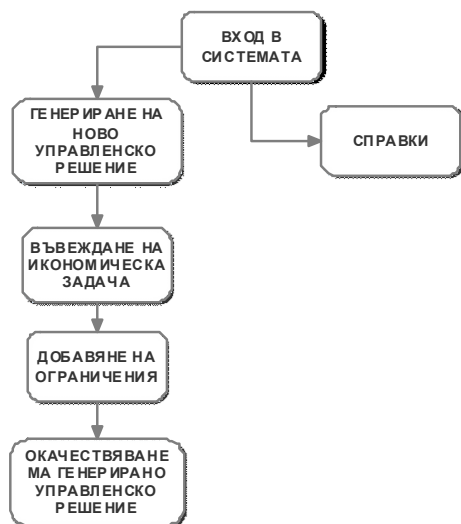 ВХОД В
СИСТЕМАТА
ГЕНЕРИРАНЕ НА
НОВО
УПРАВЛЕНСКО
РЕШЕНИЕ
СПРАВКИ
ВЪВЕЖДАНЕ НА
ИКОНОМИЧЕСКА
ЗАДАЧА
ДОБАВЯНЕ НА
ОГРАНИЧЕНИЯ
ОКАЧЕСТВЯВАНЕ
МА ГЕНЕРИРАНО
УПРАВЛЕНСКО
РЕШЕНИЕ